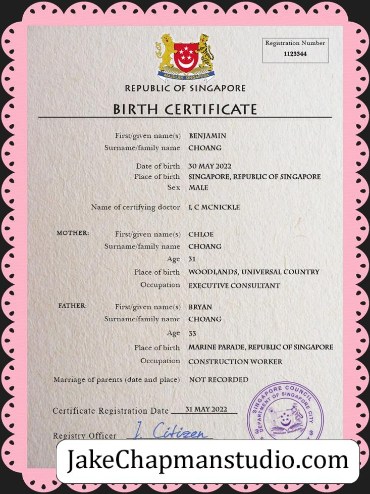 Registration Number
1123344
REPUBLIC OF SINGAPORE
BIRTH CERTIFICATE
First/given name(s) BENJAMIN
Surname/family name CHOANG
Date of birth 30 MAY 2022
Place of birth SINGAPORE, REPUBLIC OF SINGAPORE
Sex MALE
Name of certifying doctor L C MCNICKLE
MOTHER: First/given name(s) CHLOE
Surname/family name CHOANG
Age 31
Place of birth WOODLANDS, UNIVERSAL COUNTRY
Occupation EXECUTIVE CONSULTANT
FATHER: First/given name(s) BRYAN
Surname/family name CHOANG
Age 33
Place of birth MARINE PARADE, REPUBLIC OF SINGAPORE
Occupation CONSTRUCTION WORKER
Marriage of parents (date and place) NOT RECORDED
Certificate Registration Date 31 MAY 2022
Registry Officer J. Citizen
SINGAPORE COUNCIL
DEPARTMENT OF SINGAPORE CITY
JakeChapmanstudio.com